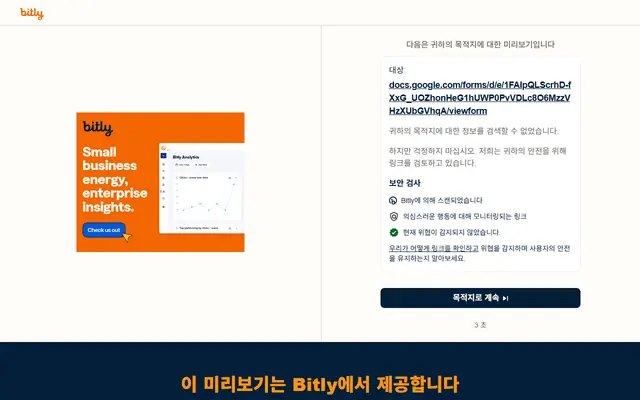 bitly
다음은 귀하의 목적지에 대한 미리보기입니다
대상
docs.google.com/forms/d/e/1FAIpQLScrhD-f
XxG_UOZhonHeG1hUWP0PvVDLc8O6MzzV
HzXUbGVhqA/viewform
귀하의 목적지에 대한 정보를 검색할 수 없었습니다.
하지만 걱정하지 마십시오. 저희는 귀하의 안전을 위해
링크를 검토하고 있습니다.
보안 검사
Bitly에 의해 스캔되었습니다
의심스러운 행동에 대해 모니터링되는 링크
현재 위협이 감지되지 않았습니다.
우리가 어떻게 링크를 확인하고 위협을 감지하며 사용자의 안전
을 유지하는지 알아보세요.
목적지로 계속
3 초
bitly
Small
business
energy,
enterprise
insights.
Check us out
Bitly Analytics
이 미리보기는 Bitly에서 제공합니다